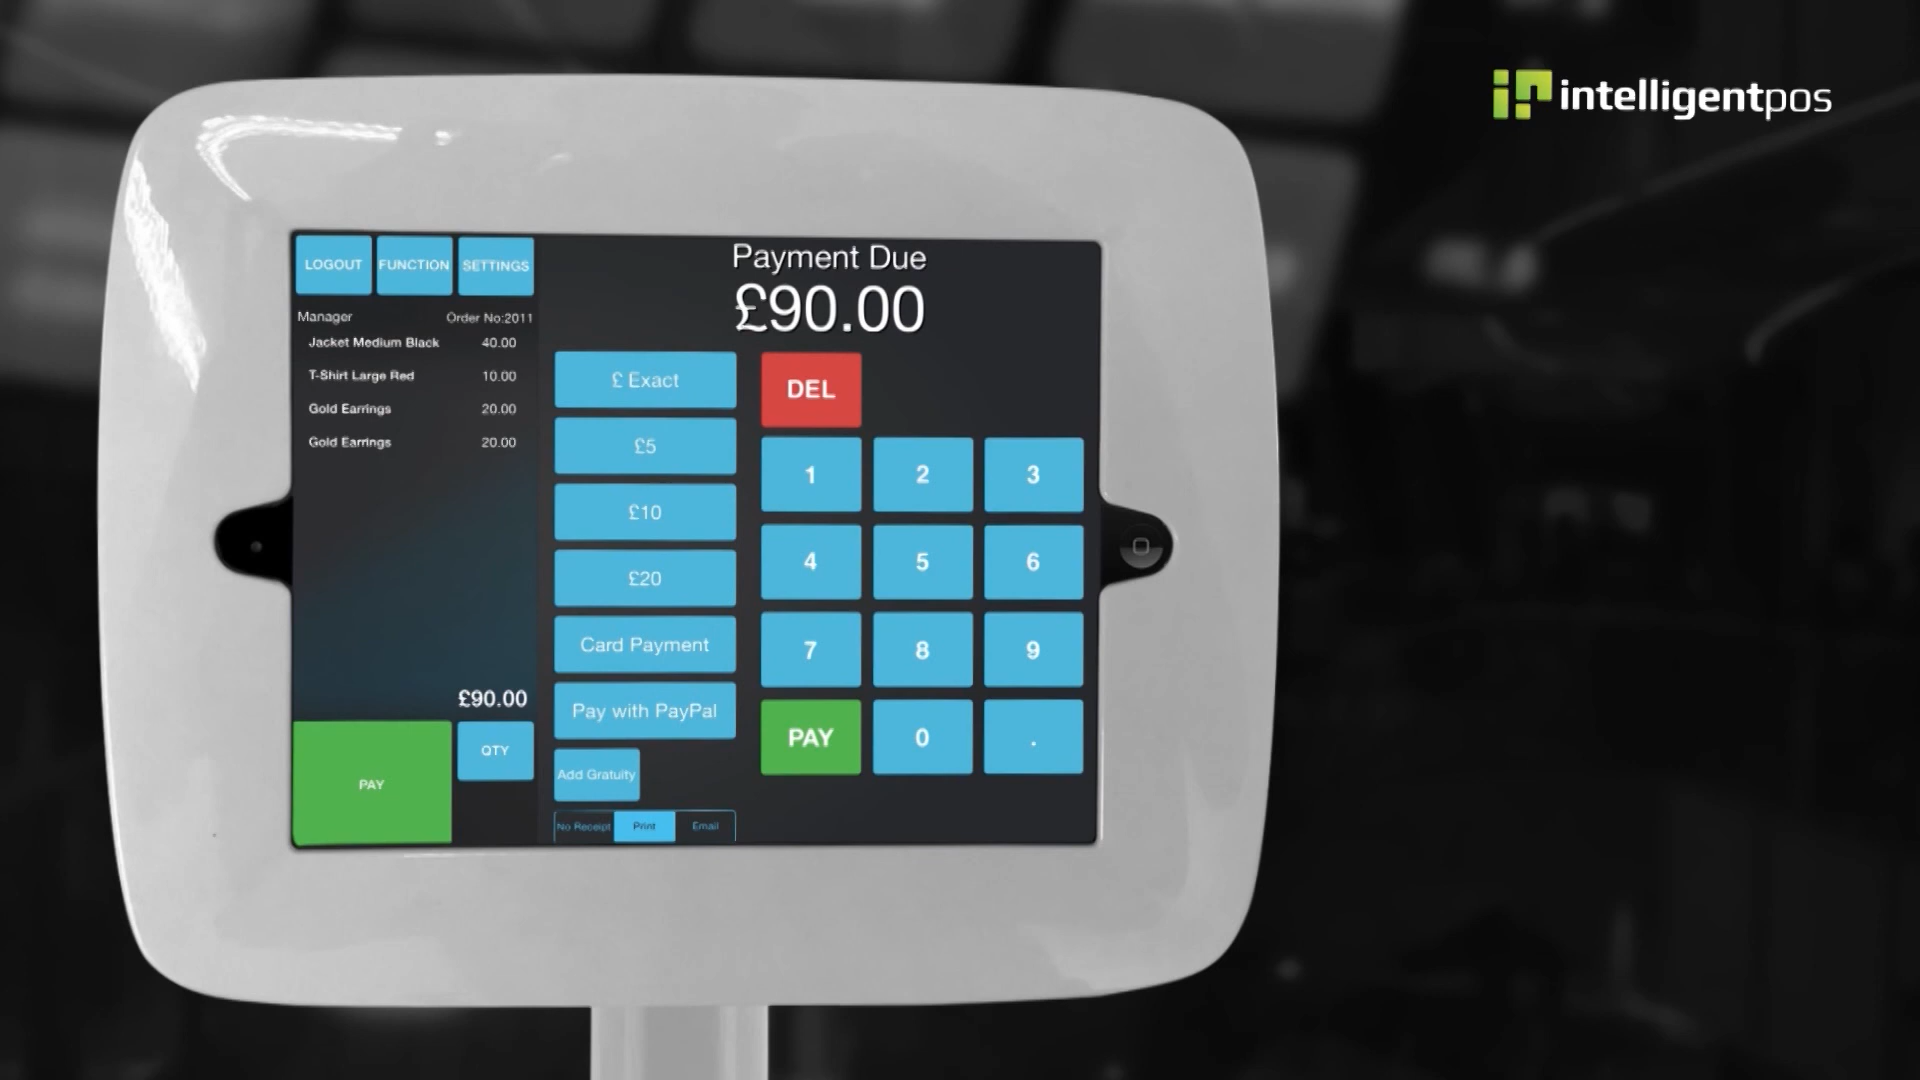 intelligentpos
LOGOUT FUNCTION SETTINGS
Manager Order No:2011
Jacket Medium Black 40.00
T-Shirt Large Red 10.00
Gold Earrings 20.00
Gold Earrings 20.00
£90.00
PAY
QTY
Payment Due
£90.00
£ Exact
£5
£10
£20
Card Payment
Pay with PayPal
Add Gratuity
No Receipt Print Email
DEL
1 2 3
4 5 6
7 8 9
PAY 0 .